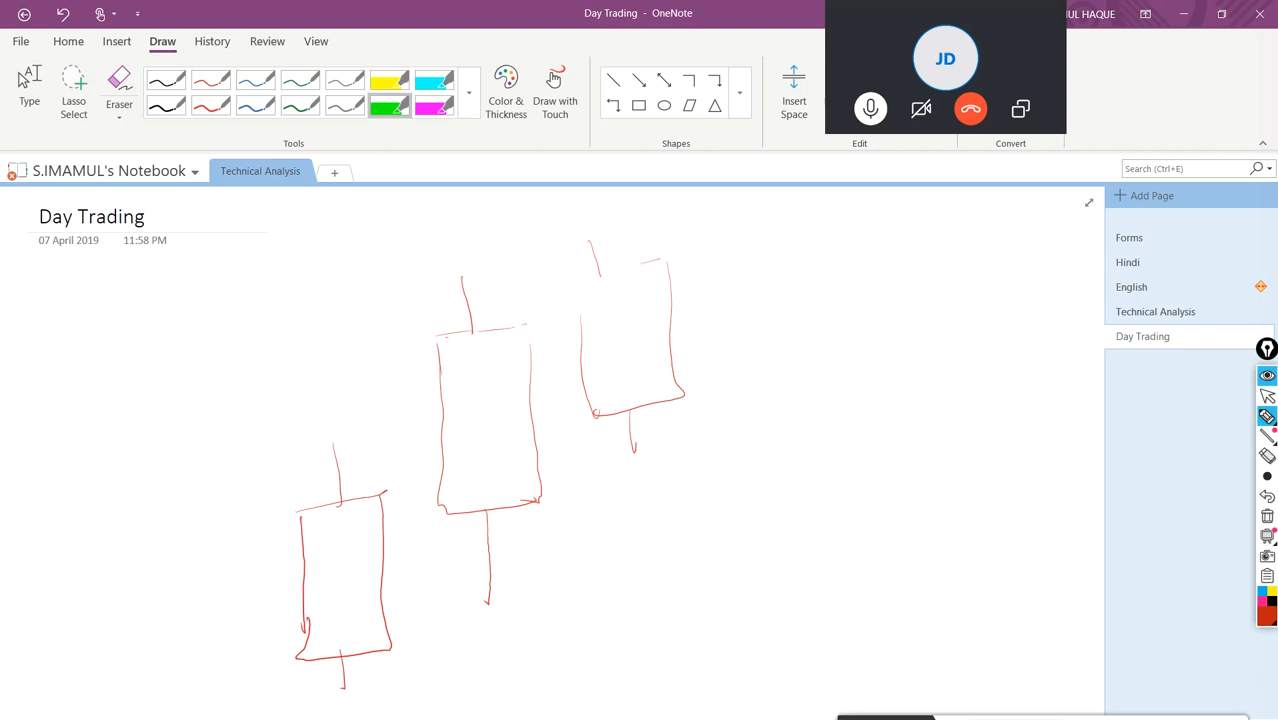 Day Trading - OneNote
MUL HAQUE
JD
File Home Insert Draw History Review View
Type
Lasso Select
Eraser
Color & Thickness
Draw with Touch
Insert Space
Tools
Shapes
Edit
Convert
S.IMAMUL's Notebook
Technical Analysis
Search (Ctrl+E)
Day Trading
07 April 2019 11:58 PM
Add Page
Forms
Hindi
English
Technical Analysis
Day Trading